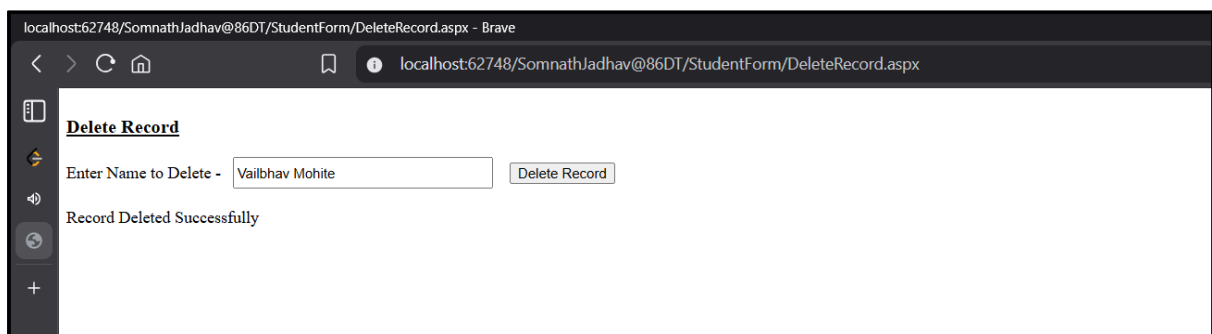 localhost:62748/SomnathJadhav@86DT/StudentForm/DeleteRecord.aspx - Brave
localhost:62748/SomnathJadhav@86DT/StudentForm/DeleteRecord.aspx
Delete Record
Enter Name to Delete - Vailbhav Mohite Delete Record
Record Deleted Successfully